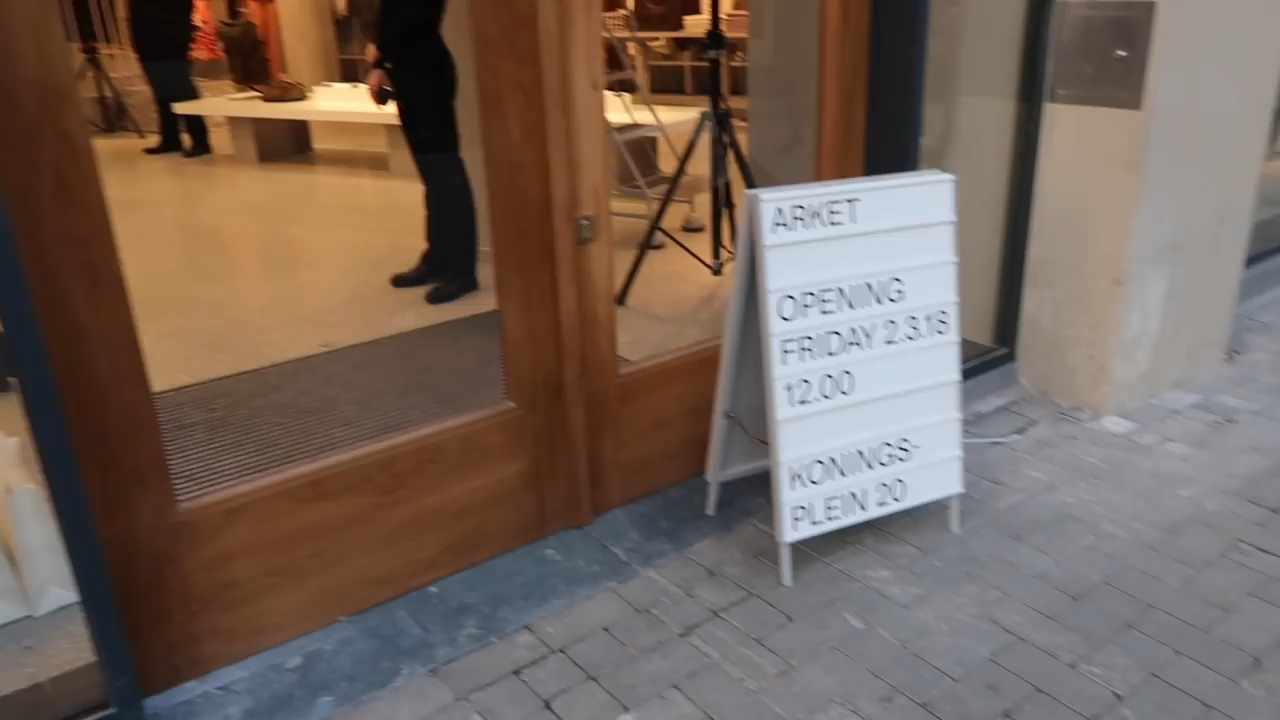 ARKET
OPENING
FRIDAY 2.3.18
12.00
KONINGS-
PLEIN 20